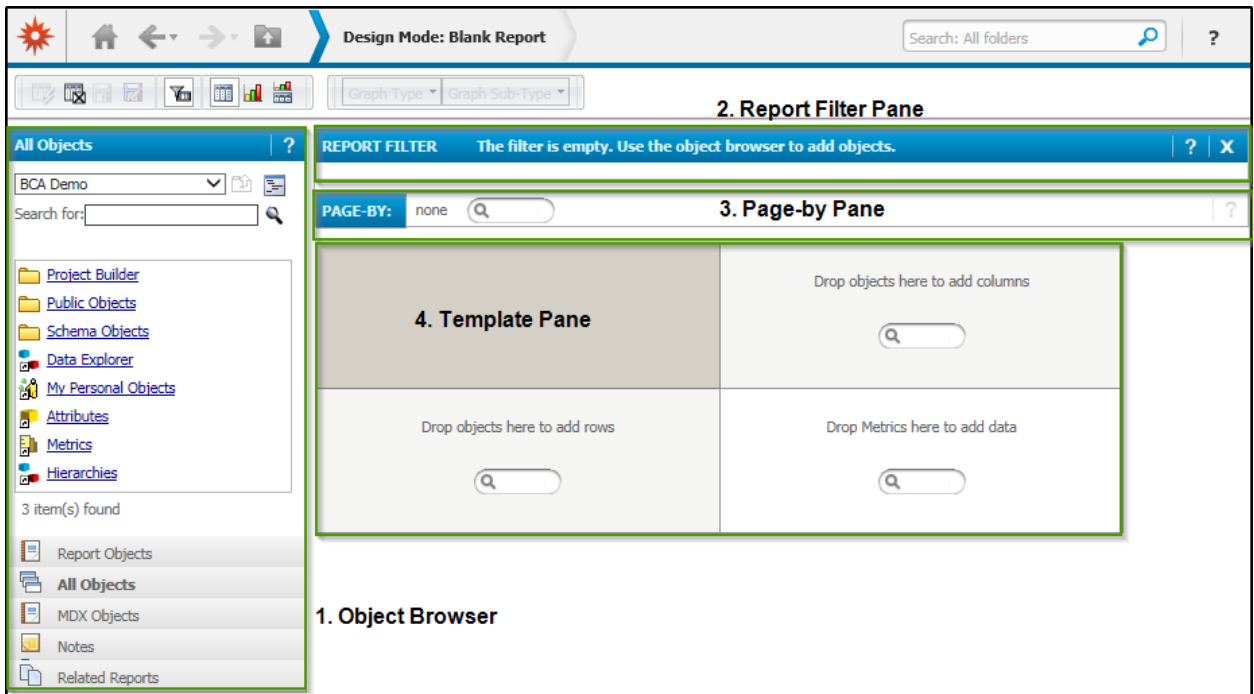 Design Mode: Blank Report
Search: All folders
?
Graph Type
Graph Sub-Type
2. Report Filter Pane
All Objects
?
REPORT FILTER The filter is empty. Use the object browser to add objects.
? X
BCA Demo
Search for:
PAGE-BY: none
3. Page-by Pane
?
Project Builder
Public Objects
Schema Objects
Data Explorer
My Personal Objects
Attributes
Metrics
Hierarchies
3 item(s) found
Report Objects
All Objects
MDX Objects
Notes
Related Reports
4. Template Pane
Drop objects here to add columns
Drop objects here to add rows
Drop Metrics here to add data
1. Object Browser